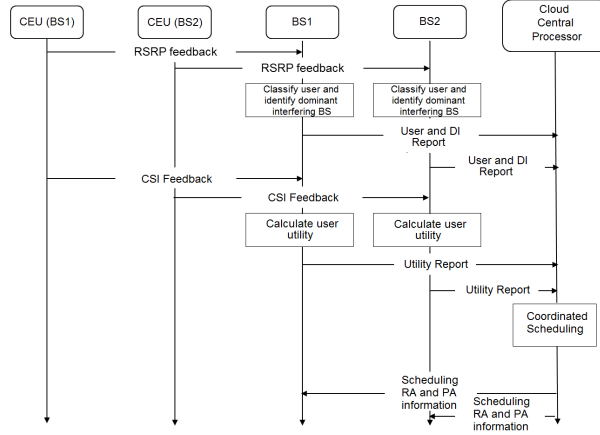 CEU (BS1)
CEU (BS2)
BS1
BS2
Cloud
Central
Processor
RSRP feedback
RSRP feedback
Classify user and
identify dominant
interfering BS
Classify user and
identify dominant
interfering BS
User and DI
Report
User and DI
Report
CSI Feedback
CSI Feedback
Calculate user
utility
Calculate user
utility
Utility Report
Utility Report
Coordinated
Scheduling
Scheduling
RA and PA
information
Scheduling
RA and PA
information